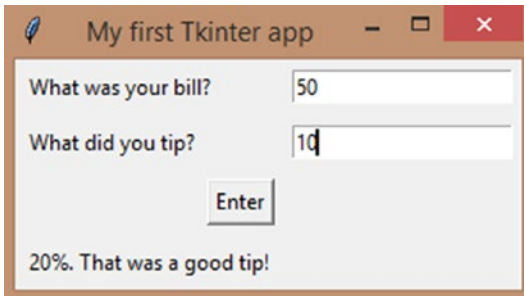 My first Tkinter app
What was your bill? 50
What did you tip? 10
Enter
20%. That was a good tip!